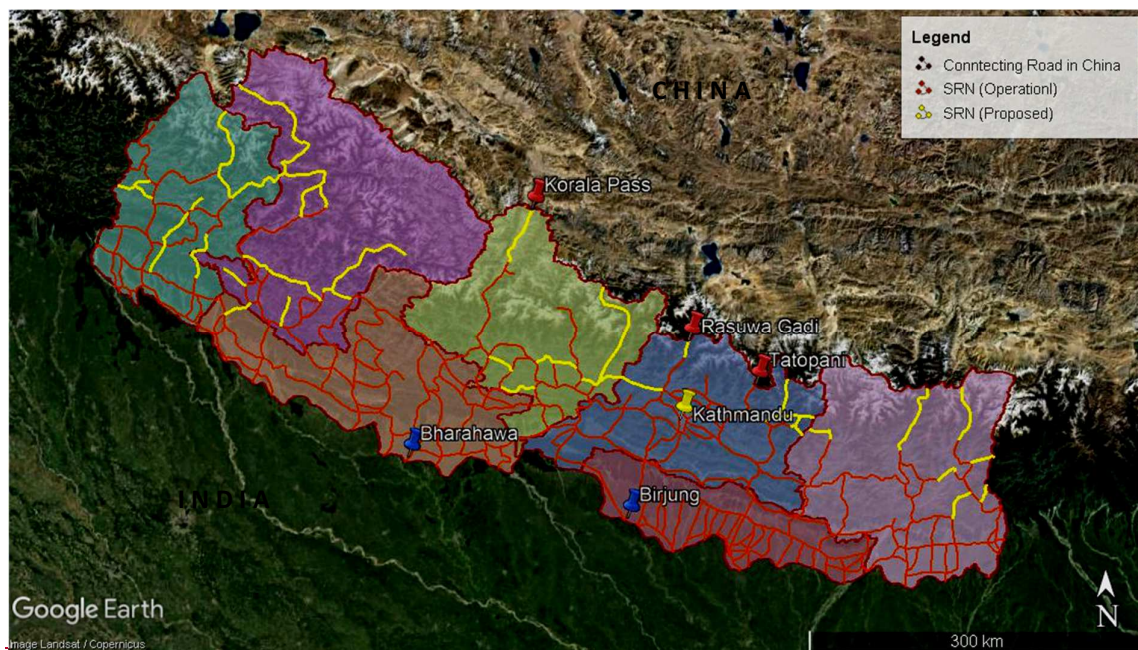 Legend
Conntecting Road in China
SRN (Operationl)
SRN (Proposed)
CHINA
Korala Pass
Rasuwa Gadi
Tatopani
Kathmandu
Bharahawa
INDIA
Birjung
Google Earth
Image Landsat / Copernicus
N
300 km